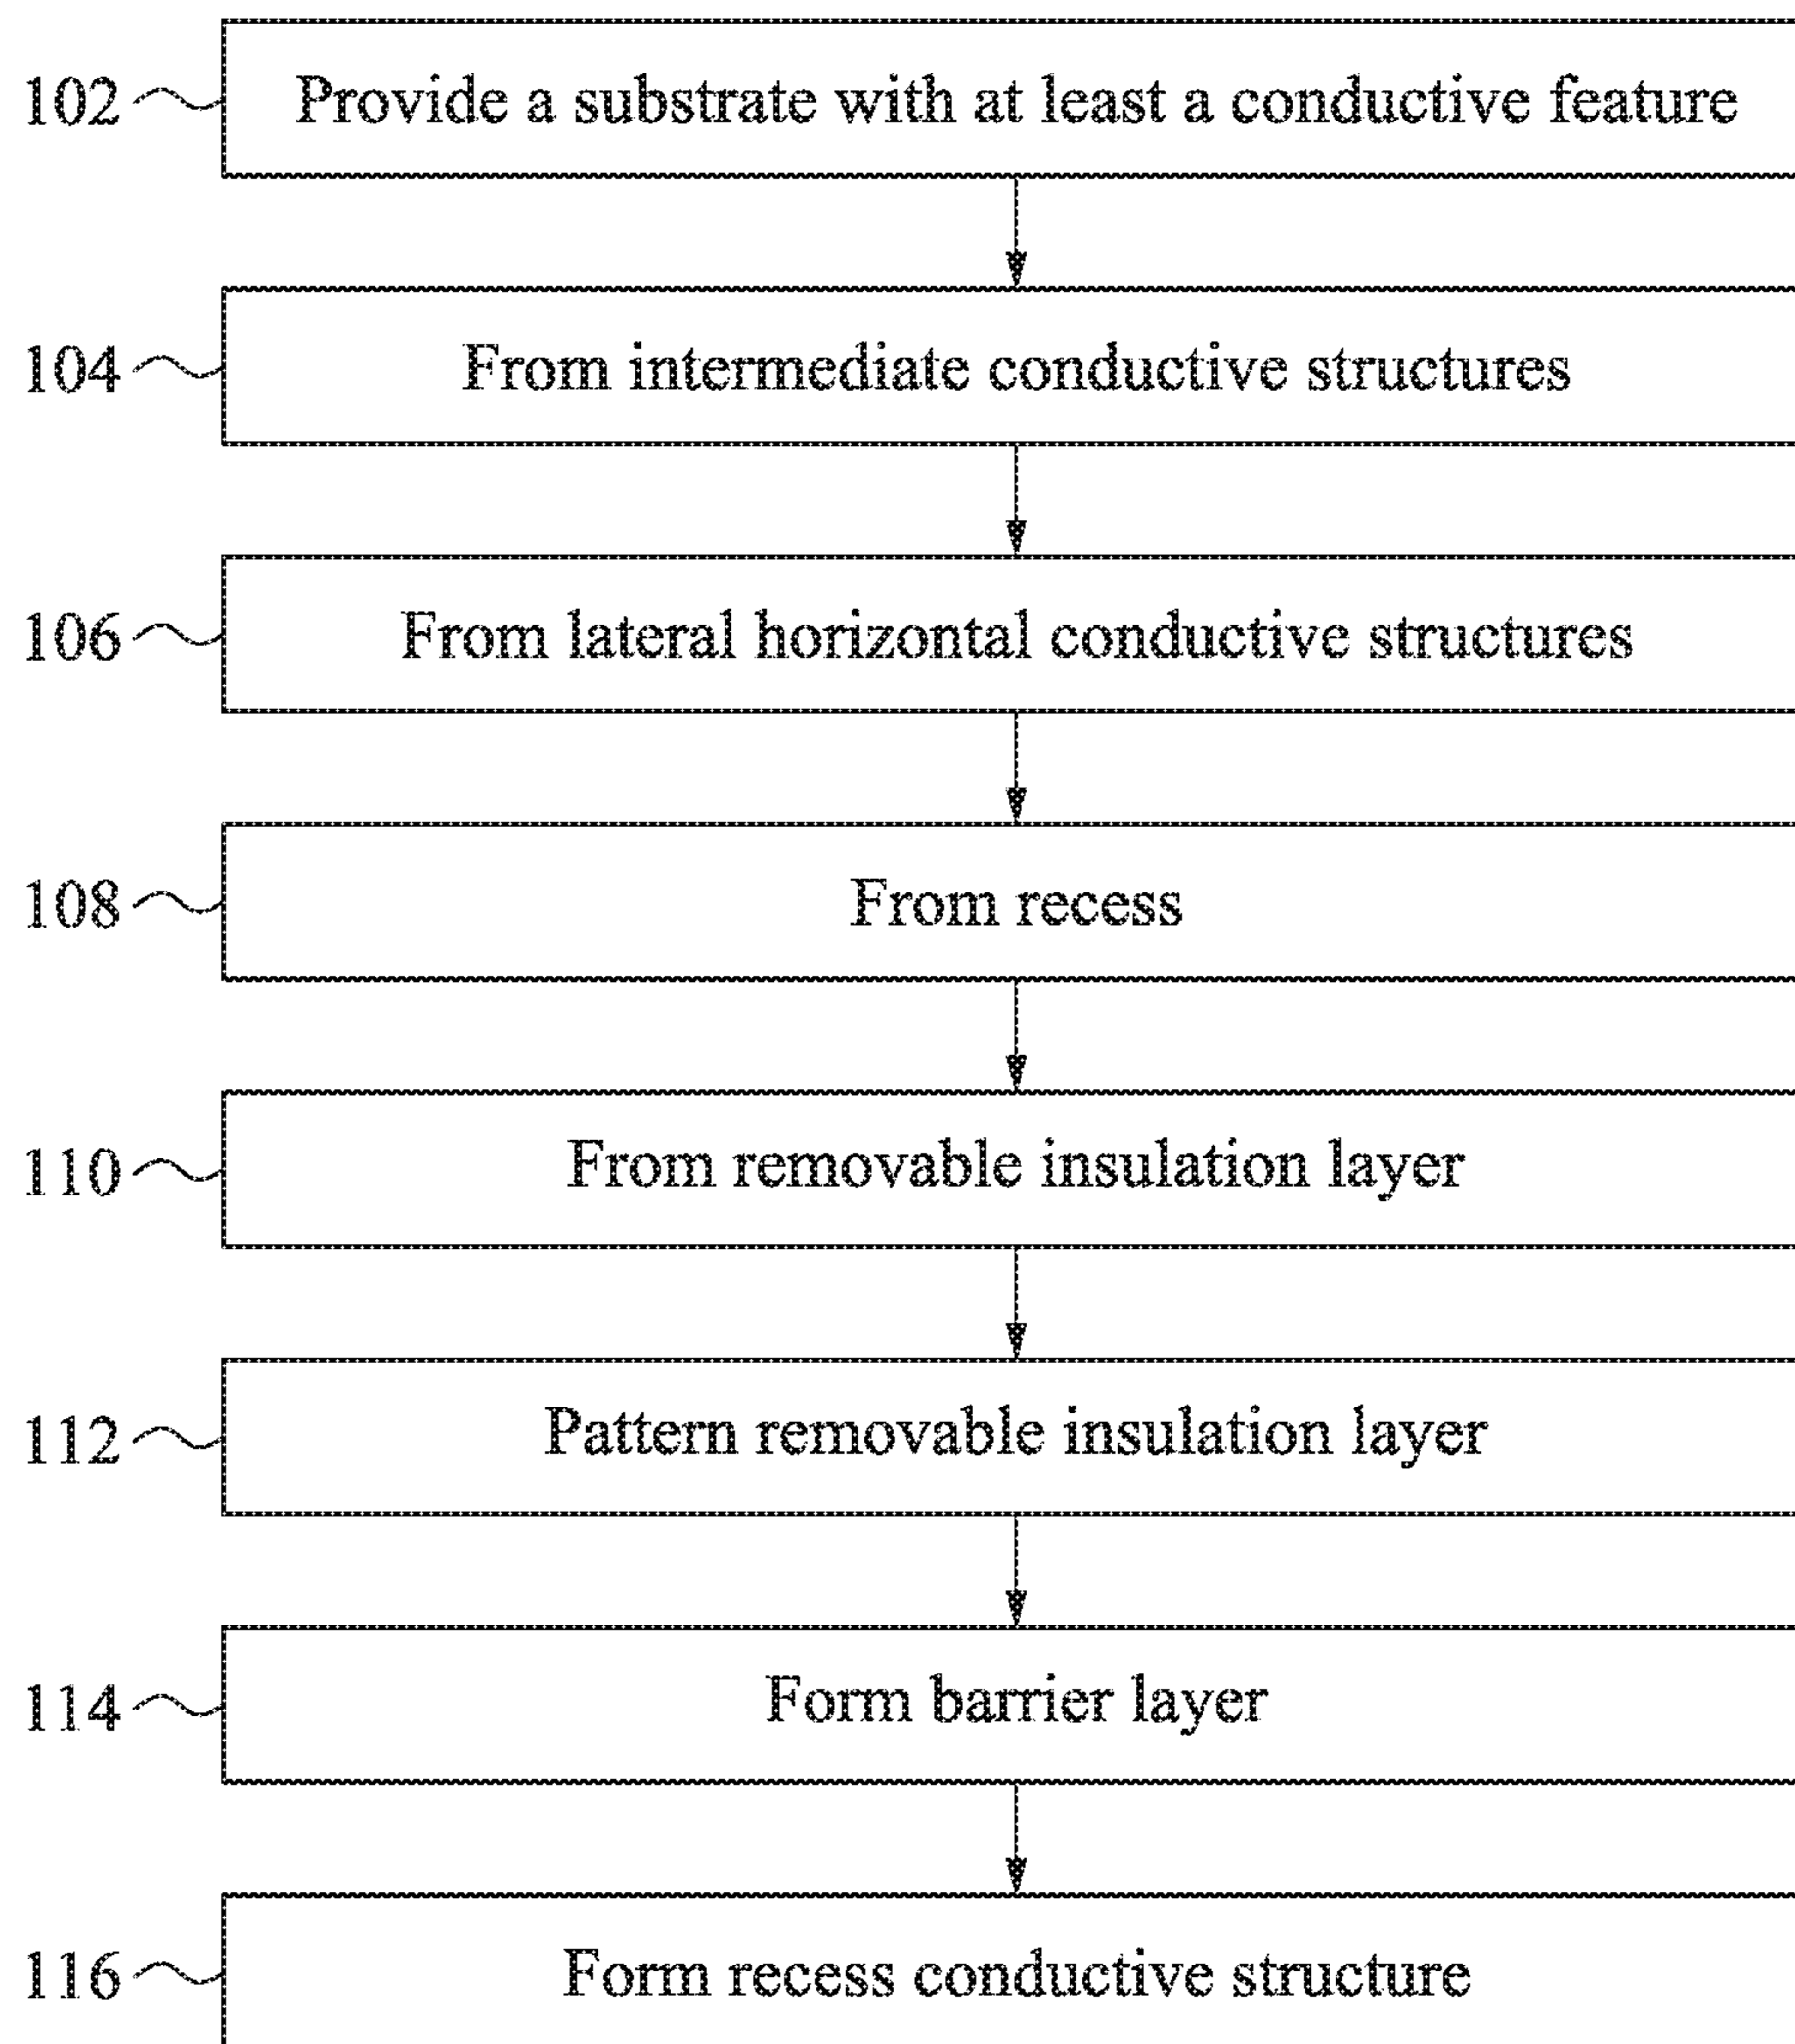 102 Provide a substrate with at least a conductive feature
104 From intermediate conductive structures
106 From lateral horizontal conductive structures
108 From recess
110 From removable insulation layer
112 Pattern removable insulation layer
114 Form barrier layer
116 Form recess conductive structure